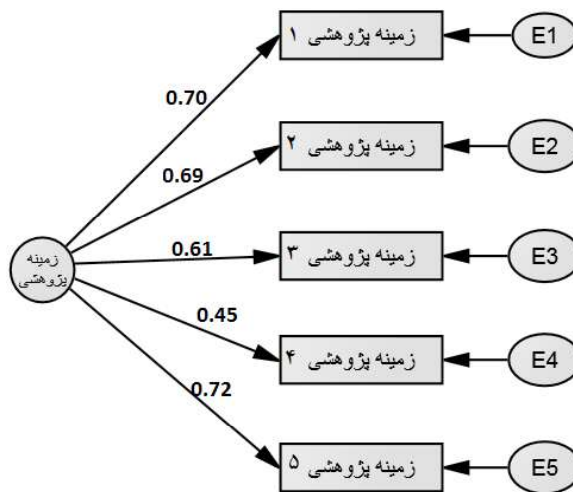 زمینه پژوهشی ۱
E1
0.70
زمینه پژوهشی ۲
E2
0.69
زمینه
پژوهشی
0.61
زمینه پژوهشی ۳
E3
0.45
زمینه پژوهشی ۴
E4
0.72
زمینه پژوهشی ۵
E5